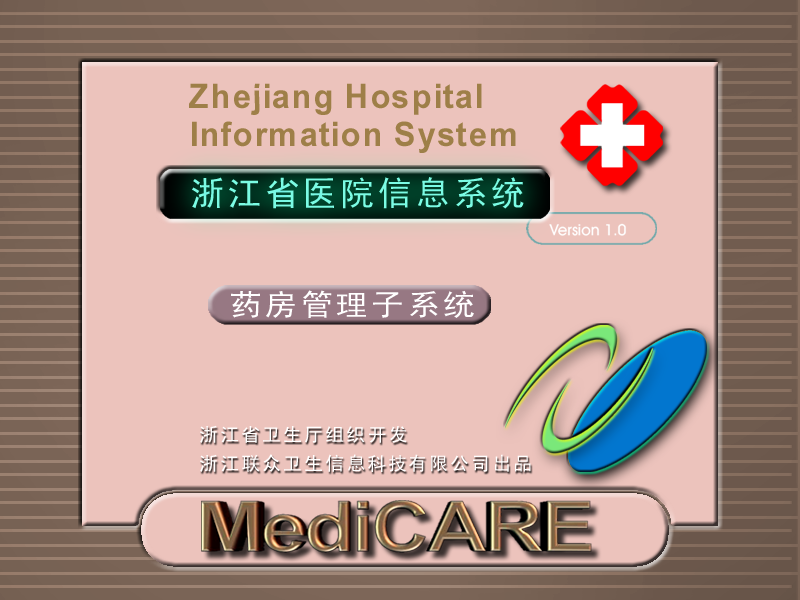 Zhejiang Hospital
Information System
浙江省医院信息系统
Version 1.0
药房管理子系统
浙江省卫生厅组织开发
浙江联众卫生信息科技有限公司出品
MediCARE